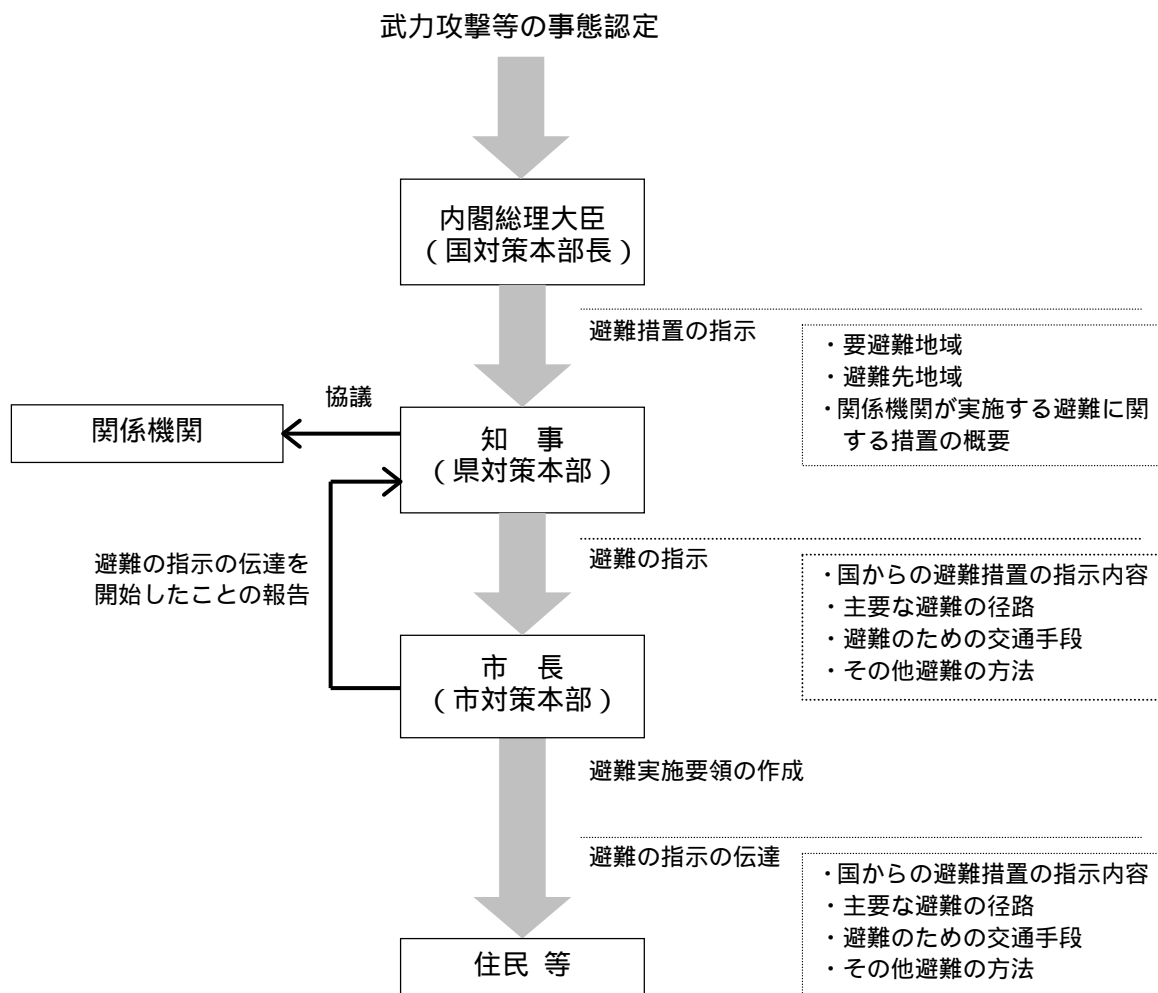 武力攻撃等の事態認定
内閣総理大臣
(国対策本部長)
避難措置の指示
・要避難地域
・避難先地域
・関係機関が実施する避難に関
する措置の概要
協議
関係機関
知 事
(県対策本部)
避難の指示の伝達を
開始したことの報告
避難の指示
・国からの避難措置の指示内容
・主要な避難の径路
・避難のための交通手段
・その他避難の方法
市 長
(市対策本部)
避難実施要領の作成
避難の指示の伝達
・国からの避難措置の指示内容
・主要な避難の径路
・避難のための交通手段
・その他避難の方法
住民 等